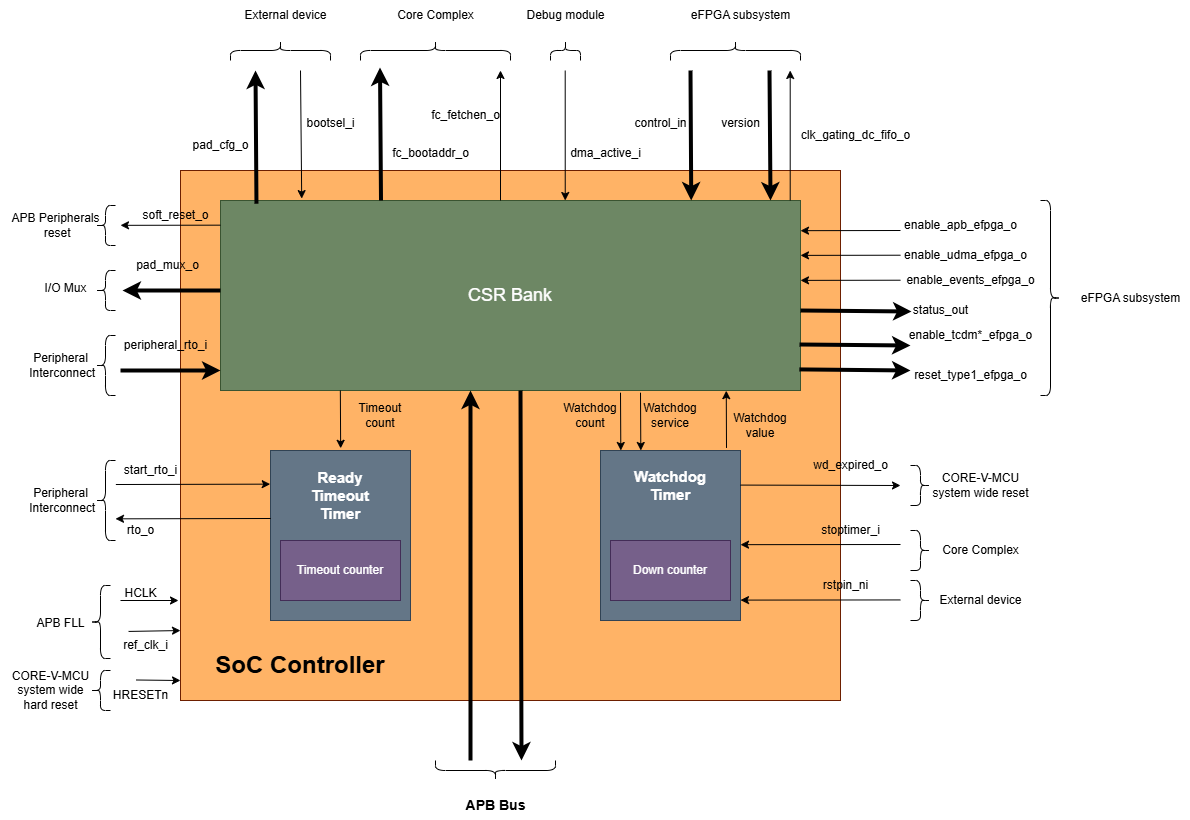 External device
Core Complex
Debug module
eFPGA subsystem
pad_cfg_o
bootsel_i
fc_bootaddr_o
fc_fetchen_o
dma_active_i
control_in
version
clk_gating_dc_fifo_o
APB Peripherals
reset
soft_reset_o
I/O Mux
pad_mux_o
Peripheral
Interconnect
peripheral_rto_i
CSR Bank
enable_apb_efpga_o
enable_udma_efpga_o
enable_events_efpga_o
status_out
enable_tcdm*_efpga_o
reset_type1_efpga_o
eFPGA subsystem
Timeout
count
Watchdog
count
Watchdog
service
Watchdog
value
Peripheral
Interconnect
start_rto_i
rto_o
Ready
Timeout
Timer
Timeout counter
Watchdog
Timer
Down counter
wd_expired_o
CORE-V-MCU
system wide reset
stoptimer_i
Core Complex
rstpin_ni
External device
APB FLL
HCLK
ref_clk_i
CORE-V-MCU
system wide
hard reset
HRESETn
SoC Controller
APB Bus